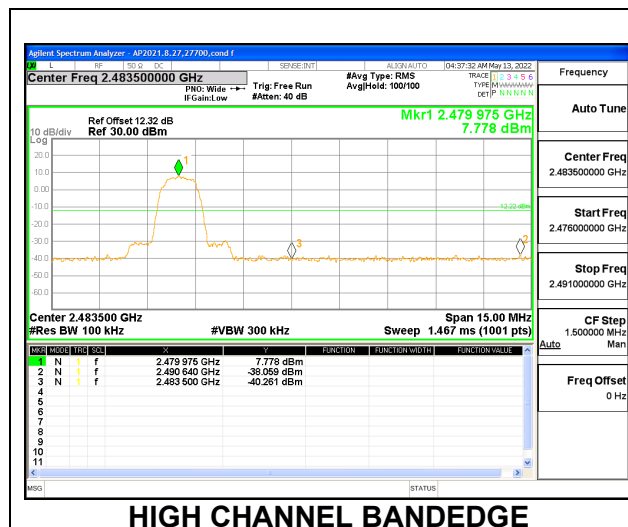 Agilent Spectrum Analyzer - AP2021.8.27,27700,cond f
L RF 50 Ω DC SENSE:INT ALIGN AUTO 04:37:32 AM May 13, 2022
Center Freq 2.483500000 GHz
PNO: Wide
IFGain:Low
Trig: Free Run
#Atten: 40 dB
#Avg Type: RMS
Avg|Hold: 100/100
TRACE 1 2 3 4 5 6
TYPE M
DET P N N N N N
Frequency
Auto Tune
Center Freq
2.483500000 GHz
Start Freq
2.476000000 GHz
Stop Freq
2.491000000 GHz
CF Step
1.500000 MHz
Auto Man
Freq Offset
0 Hz
Mkr1 2.479 975 GHz
7.778 dBm
Ref Offset 12.32 dB
10 dB/div Ref 30.00 dBm
Log
20.0
10.0
0.00
-10.0
-20.0
-30.0
-40.0
-50.0
-60.0
1
-12.22 dBm
3
2
Center 2.483500 GHz Span 15.00 MHz
#Res BW 100 kHz #VBW 300 kHz Sweep 1.467 ms (1001 pts)
MKR MODE TRC SCL X Y FUNCTION FUNCTION WIDTH FUNCTION VALUE
1 N 1 f 2.479 975 GHz 7.778 dBm
2 N 1 f 2.490 640 GHz -38.059 dBm
3 N 1 f 2.483 500 GHz -40.261 dBm
4
5
6
7
8
9
10
11
MSG STATUS
HIGH CHANNEL BANDEDGE